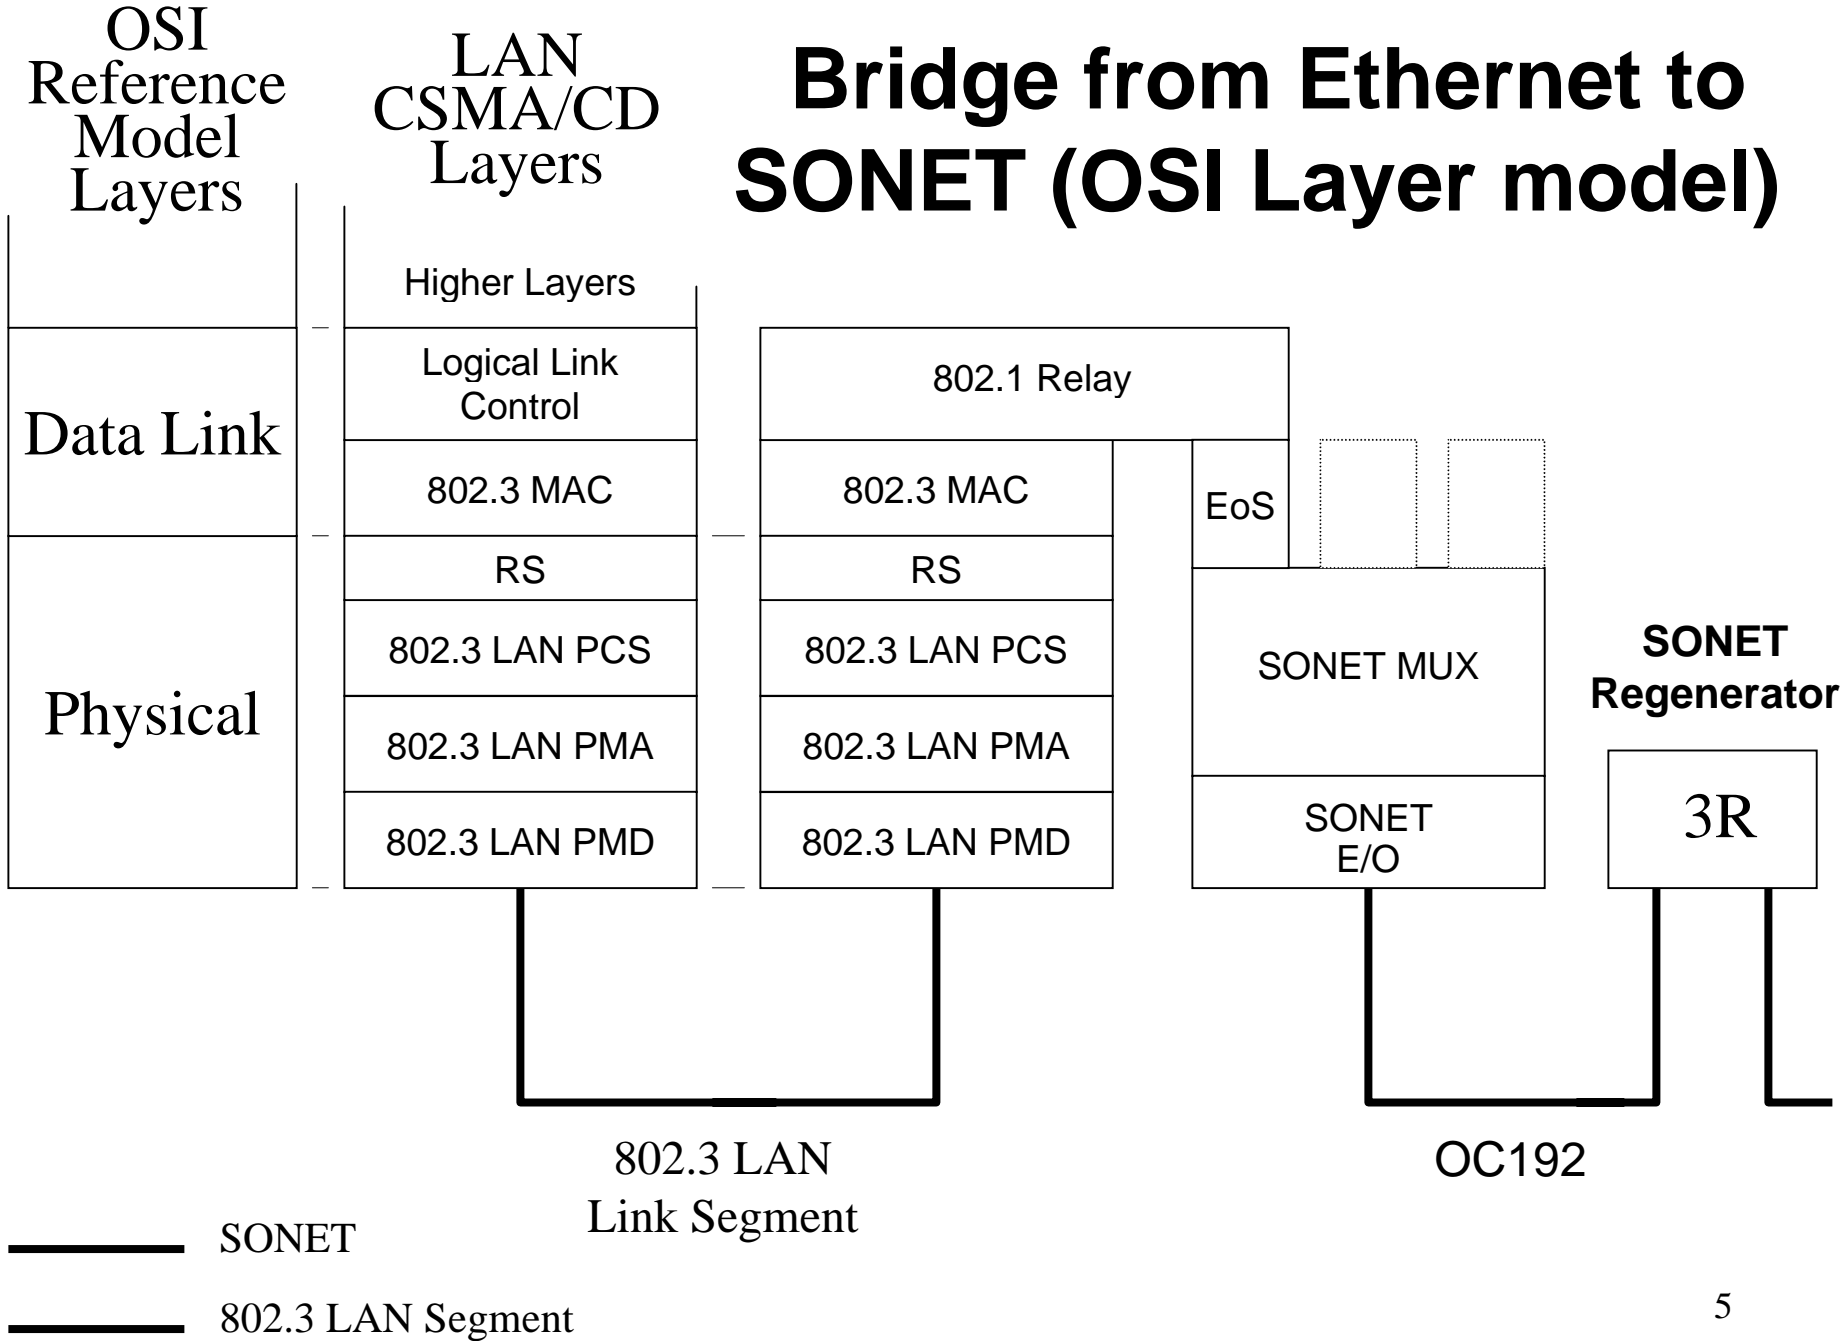 OSI
Reference
Model
Layers
LAN
CSMA/CD
Layers
Bridge from Ethernet to
SONET (OSI Layer model)
Higher Layers
Data Link
Logical Link
Control
802.1 Relay
802.3 MAC
802.3 MAC
EoS
Physical
RS
RS
802.3 LAN PCS
802.3 LAN PCS
SONET MUX
802.3 LAN PMA
802.3 LAN PMA
802.3 LAN PMD
802.3 LAN PMD
SONET
E/O
SONET
Regenerator
3R
802.3 LAN
Link Segment
OC192
SONET
802.3 LAN Segment
5